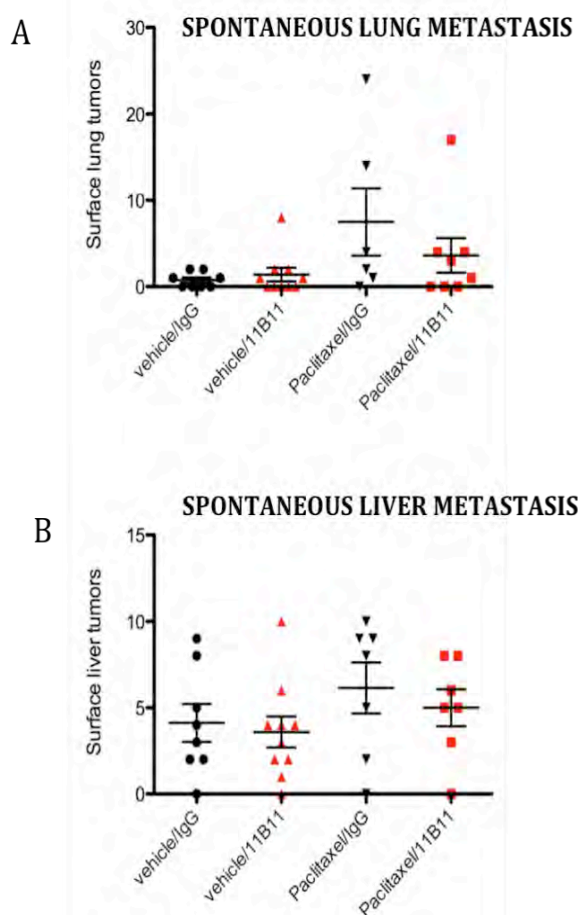 A
SPONTANEOUS LUNG METASTASIS
30
20
10
0
Surface lung tumors
vehicle/IgG
vehicle/11B11
Paclitaxel/IgG
Paclitaxel/11B11
B
SPONTANEOUS LIVER METASTASIS
15
10
5
0
Surface liver tumors
vehicle/IgG
vehicle/11B11
Paclitaxel/IgG
Paclitaxel/11B11